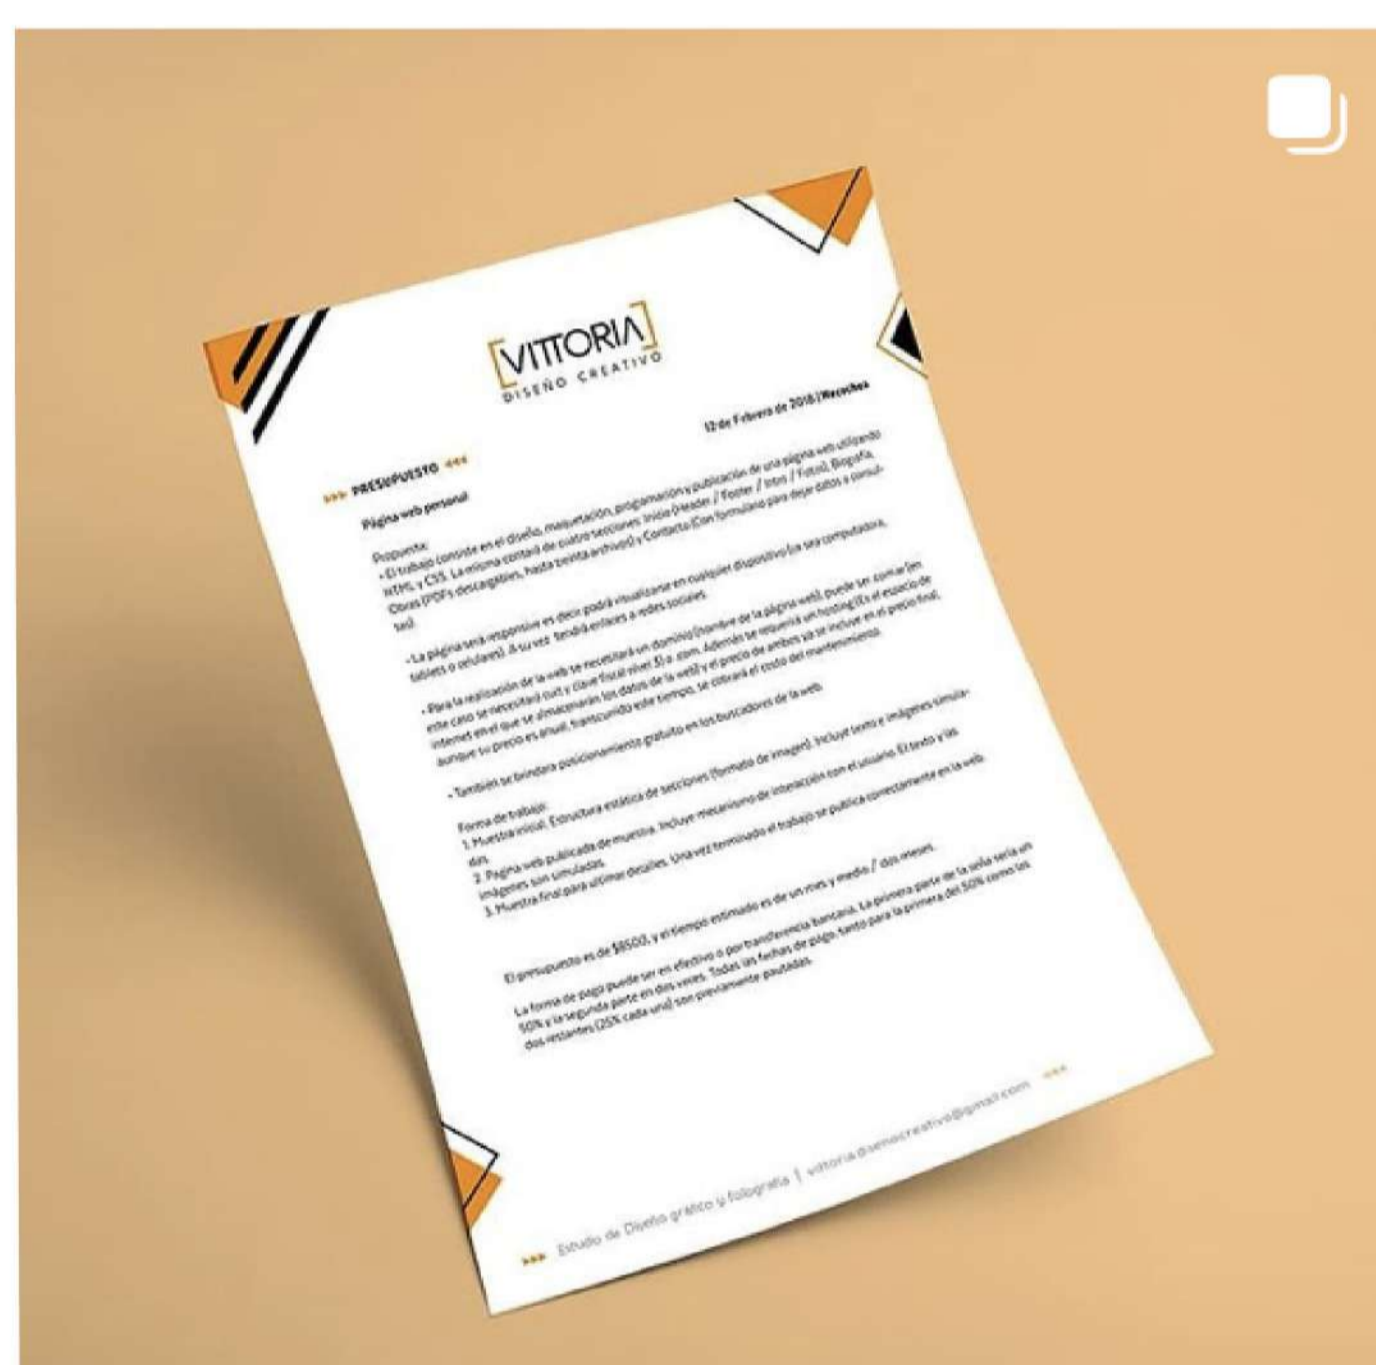 [VITTORIA]
DISEÑO CREATIVO
12 de Febrero de 2018 | Necochea
▸▸▸ PRESUPUESTO ◂◂◂
Página web personal
Propuesta:
• El trabajo consiste en el diseño, maquetación, programación y publicación de una página web utilizando
HTML y CSS. La misma contará de cuatro secciones: Inicio (Header / Footer / Intro / Fotos), Biografía,
Obras (PDFs descargables, hasta treinta archivos) y Contacto (Con formulario para dejar datos a consul-
tas).
• La página será responsive es decir podrá visualizarse en cualquier dispositivo (ya sea computadora,
tablets o celulares). A su vez tendrá enlaces a redes sociales.
• Para la realización de la web se necesitará un dominio (nombre de la página web), puede ser .com.ar (en
este caso se necesitará cuit y clave fiscal nivel 3) o .com. Además se requerirá un hosting (Es el espacio de
internet en el que se almacenarán los datos de la web) y el precio de ambos ya se incluye en el precio final,
aunque su precio es anual, transcurrido este tiempo, se cobrará el costo del mantenimiento.
• También se brindara posicionamiento gratuito en los buscadores de la web.
Forma de trabajo:
1. Muestra inicial. Estructura estática de secciones (formato de imagen). Incluye texto e imágenes simula-
das.
2. Página web publicada de muestra. Incluye mecanismo de interacción con el usuario. El texto y las
imágenes son simuladas.
3. Muestra final para ultimar detalles. Una vez terminado el trabajo se publica correctamente en la web.
El presupuesto es de $8500, y el tiempo estimado es de un mes y medio / dos meses.
La forma de pago puede ser en efectivo o por transferencia bancaria. La primera parte de la seña sería un
50% y la segunda parte en dos veces. Todas las fechas de pago, tanto para la primera del 50% como las
dos restantes (25% cada una) son previamente pautadas.
▸▸▸ Estudio de Diseño gráfico y fotografía | vittoria.disenocreativo@gmail.com ◂◂◂